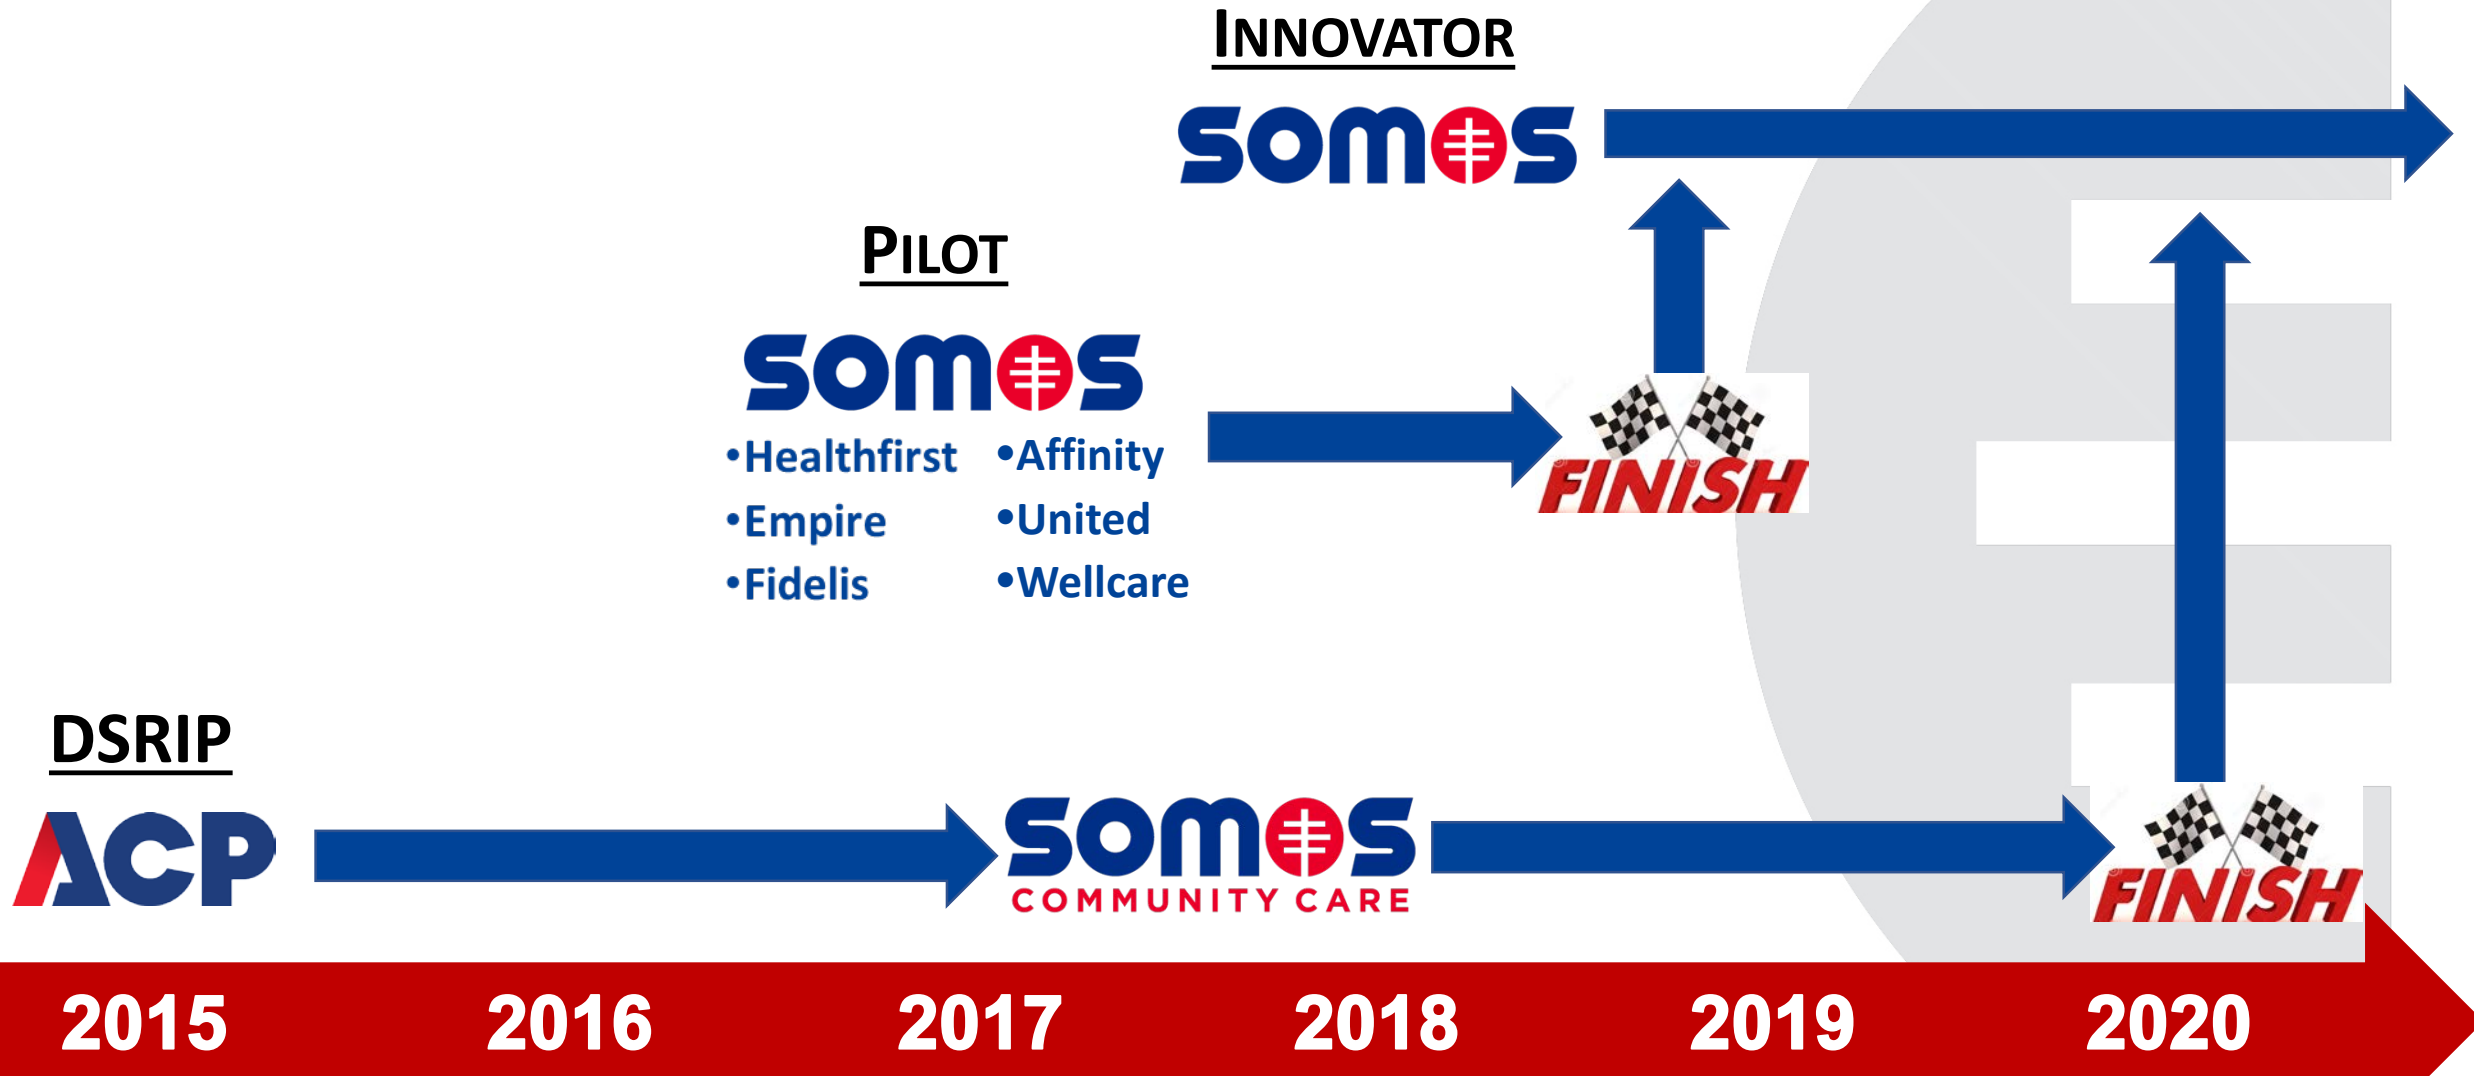 INNOVATOR
SOMOS
PILOT
SOMOS
•Healthfirst •Affinity
•Empire •United
•Fidelis •Wellcare
FINISH
DSRIP
ACP
SOMOS
COMMUNITY CARE
FINISH
2015 2016 2017 2018 2019 2020